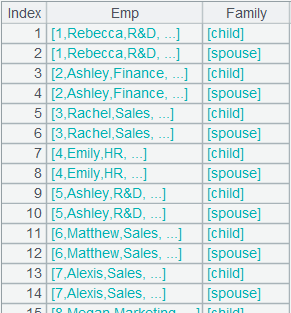 Index Emp Family
1 [1,Rebecca,R&D, ...] [child]
2 [1,Rebecca,R&D, ...] [spouse]
3 [2,Ashley,Finance, ...] [child]
4 [2,Ashley,Finance, ...] [spouse]
5 [3,Rachel,Sales, ...] [child]
6 [3,Rachel,Sales, ...] [spouse]
7 [4,Emily,HR, ...] [child]
8 [4,Emily,HR, ...] [spouse]
9 [5,Ashley,R&D, ...] [child]
10 [5,Ashley,R&D, ...] [spouse]
11 [6,Matthew,Sales, ...] [child]
12 [6,Matthew,Sales, ...] [spouse]
13 [7,Alexis,Sales, ...] [child]
14 [7,Alexis,Sales, ...] [spouse]
15 [8,Megan,Marketing, ...] [child]